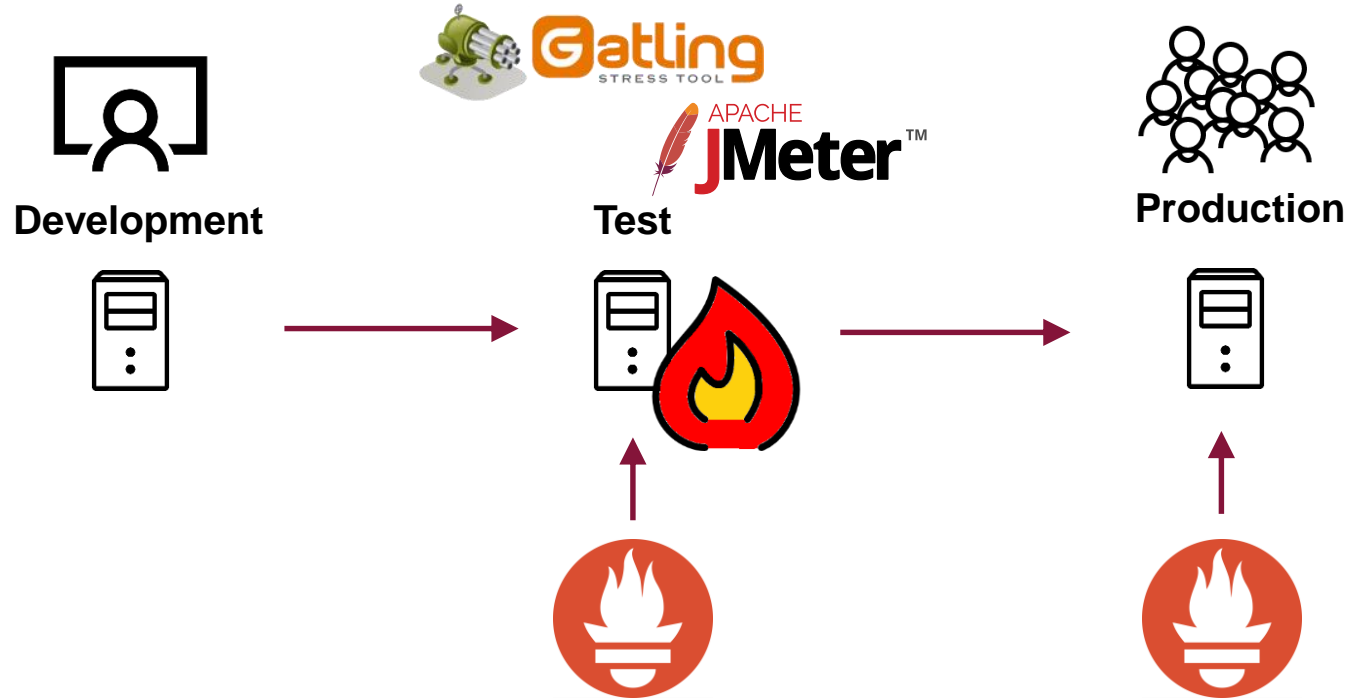 Gatling
STRESS TOOL
APACHE
JMeter™
Development
Test
Production